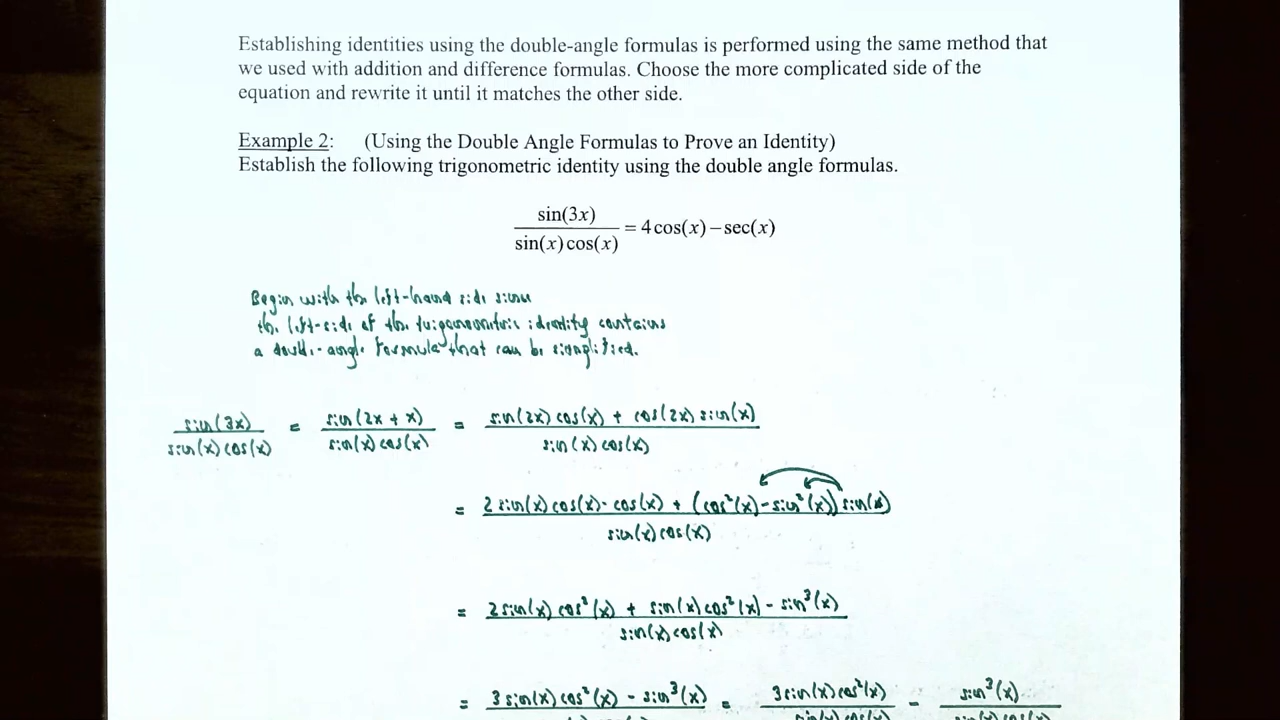 Establishing identities using the double-angle formulas is performed using the same method that
we used with addition and difference formulas. Choose the more complicated side of the
equation and rewrite it until it matches the other side.
Example 2: (Using the Double Angle Formulas to Prove an Identity)
Establish the following trigonometric identity using the double angle formulas.
sin(3x) / sin(x)cos(x) = 4cos(x) − sec(x)
Begin with the left-hand side since
the left-side of the trigonometric identity contains
a double-angle formula that can be simplified.
sin(3x) / sin(x)cos(x) = sin(2x + x) / sin(x)cos(x) = sin(2x)cos(x) + cos(2x)sin(x) / sin(x)cos(x)
= 2sin(x)cos(x)·cos(x) + (cos²(x) − sin²(x))sin(x) / sin(x)cos(x)
= 2sin(x)cos²(x) + sin(x)cos²(x) − sin³(x) / sin(x)cos(x)
= 3sin(x)cos²(x) − sin³(x) = 3sin(x)cos²(x) − sin³(x)